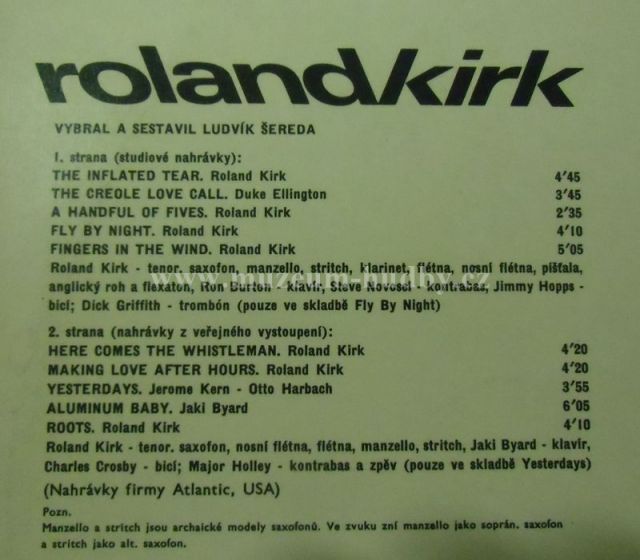 rolandkirk
VYBRAL A SESTAVIL LUDVÍK ŠEREDA
1. strana (studiové nahrávky):
THE INFLATED TEAR. Roland Kirk 4′45
THE CREOLE LOVE CALL. Duke Ellington 3′45
A HANDFUL OF FIVES. Roland Kirk 2′35
FLY BY NIGHT. Roland Kirk 4′10
FINGERS IN THE WIND. Roland Kirk 5′05
Roland Kirk - tenor. saxofon, manzello, stritch, klarinet, flétna, nosní flétna, píšťala,
anglický roh a flexaton, Ron Burton - klavír, Steve Novosel - kontrabas, Jimmy Hopps -
bicí; Dick Griffith - trombón (pouze ve skladbě Fly By Night)
www.muzeum-hudby.cz
2. strana (nahrávky z veřejného vystoupení):
HERE COMES THE WHISTLEMAN. Roland Kirk 4′20
MAKING LOVE AFTER HOURS. Roland Kirk 4′20
YESTERDAYS. Jerome Kern - Otto Harbach 3′55
ALUMINUM BABY. Jaki Byard 6′05
ROOTS. Roland Kirk 4′10
Roland Kirk - tenor. saxofon, nosní flétna, flétna, manzello, stritch, Jaki Byard - klavír,
Charles Crosby - bicí; Major Holley - kontrabas a zpěv (pouze ve skladbě Yesterdays)
(Nahrávky firmy Atlantic, USA)
Pozn.
Manzello a stritch jsou archaické modely saxofonů. Ve zvuku zní manzello jako soprán. saxofon
a stritch jako alt. saxofon.